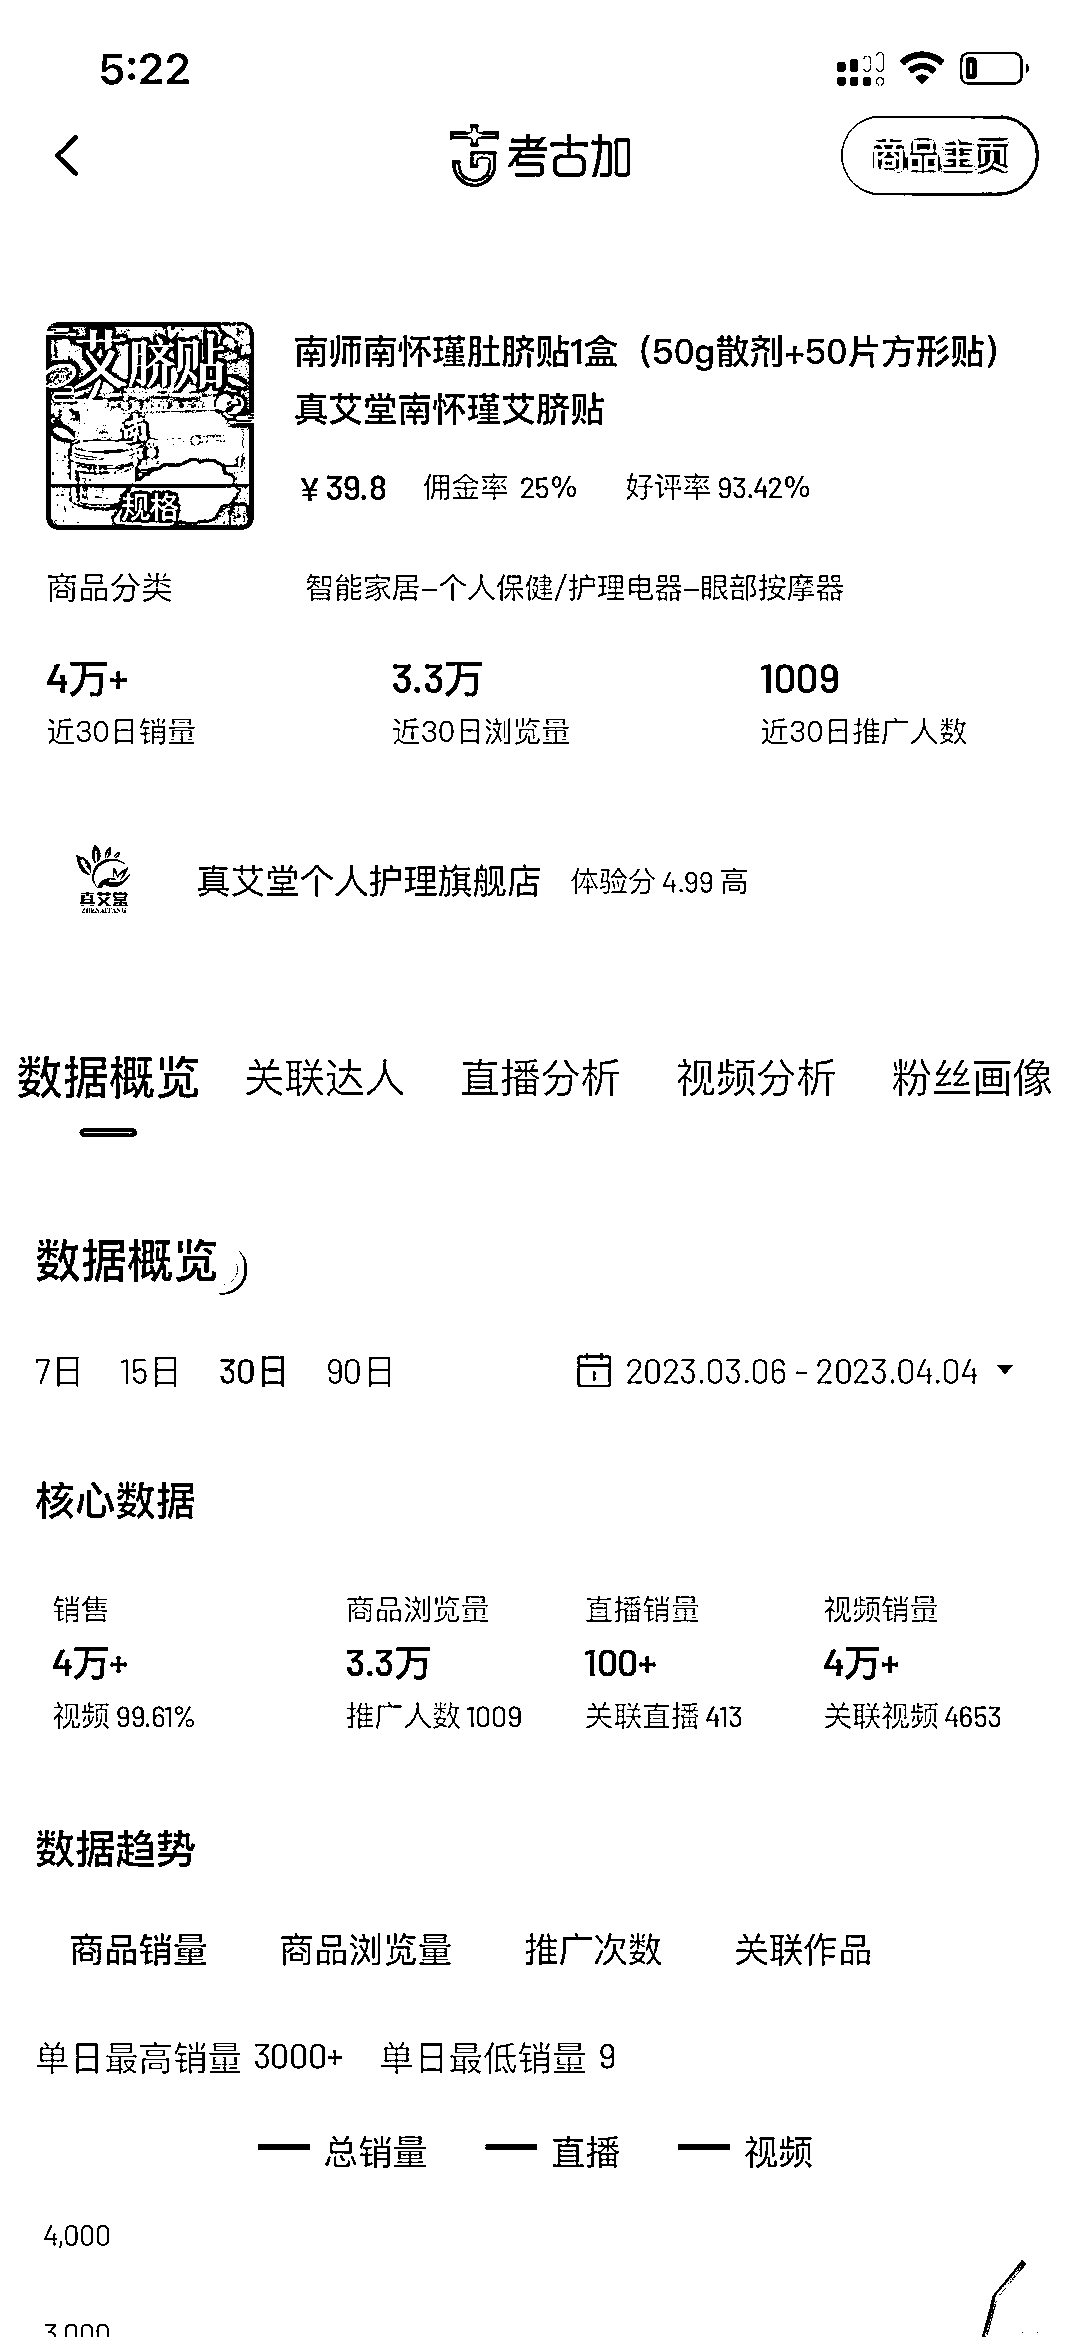 5:22
考古加
商品主页
艾脐贴
规格
南师南怀瑾肚脐贴1盒（50g散剂+50片方形贴）
真艾堂南怀瑾艾脐贴
¥39.8 佣金率 25% 好评率 93.42%
商品分类 智能家居-个人保健/护理电器-眼部按摩器
4万+ 3.3万 1009
近30日销量 近30日浏览量 近30日推广人数
真艾堂
ZHENAITANG
真艾堂个人护理旗舰店 体验分 4.99 高
数据概览 关联达人 直播分析 视频分析 粉丝画像
数据概览
7日 15日 30日 90日 2023.03.06 - 2023.04.04
核心数据
销售 商品浏览量 直播销量 视频销量
4万+ 3.3万 100+ 4万+
视频 99.61% 推广人数 1009 关联直播 413 关联视频 4653
数据趋势
商品销量 商品浏览量 推广次数 关联作品
单日最高销量 3000+ 单日最低销量 9
总销量 直播 视频
4,000
3,000